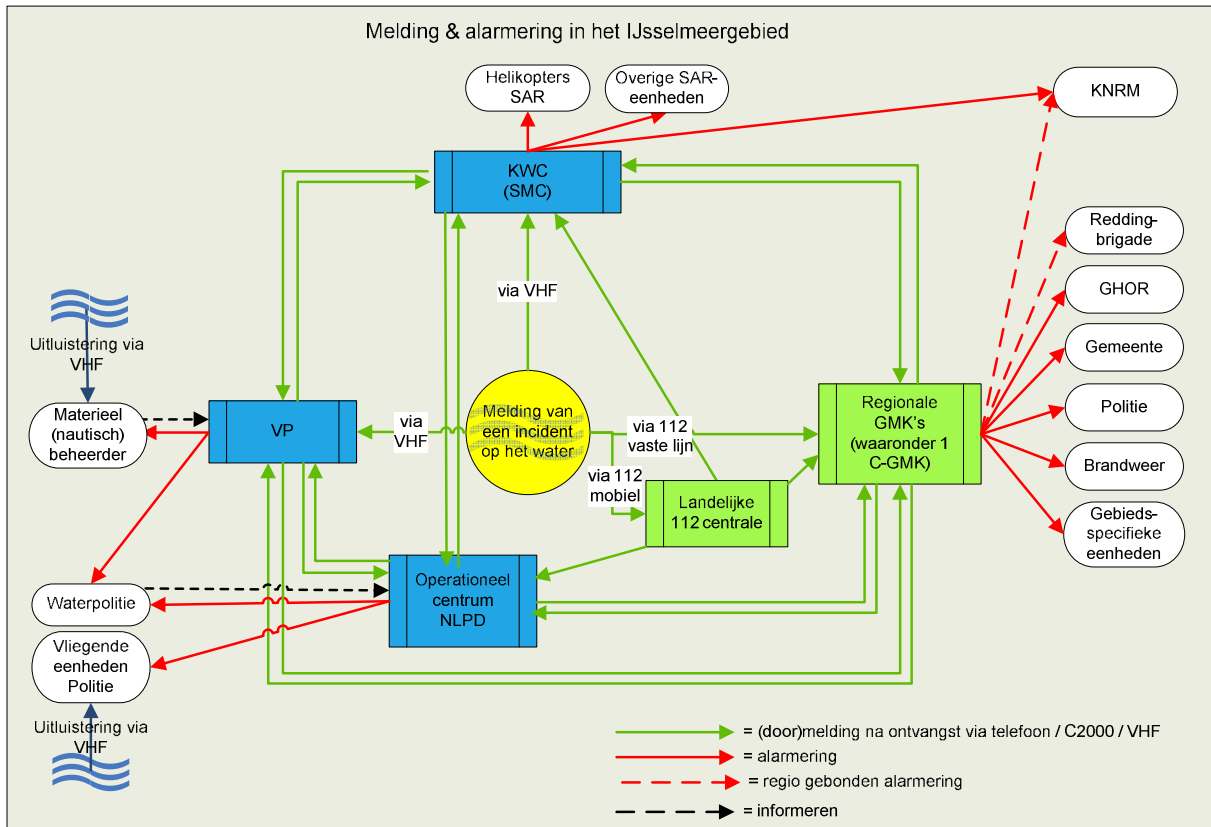 Melding & alarmering in het IJsselmeergebied
Helikopters
SAR
Overige SAR-
eenheden
KNRM
KWC
(SMC)
Redding-
brigade
via VHF
GHOR
Uitluistering via
VHF
Gemeente
Materieel
(nautisch)
beheerder
VP
via
VHF
Melding van
een incident
op het water
via 112
vaste lijn
Regionale
GMK's
(waaronder 1
C-GMK)
Politie
Brandweer
via 112
mobiel
Landelijke
112 centrale
Gebieds-
specifieke
eenheden
Operationeel
centrum
NLPD
Waterpolitie
Vliegende
eenheden
Politie
Uitluistering via
VHF
= (door)melding na ontvangst via telefoon / C2000 / VHF
= alarmering
= regio gebonden alarmering
= informeren